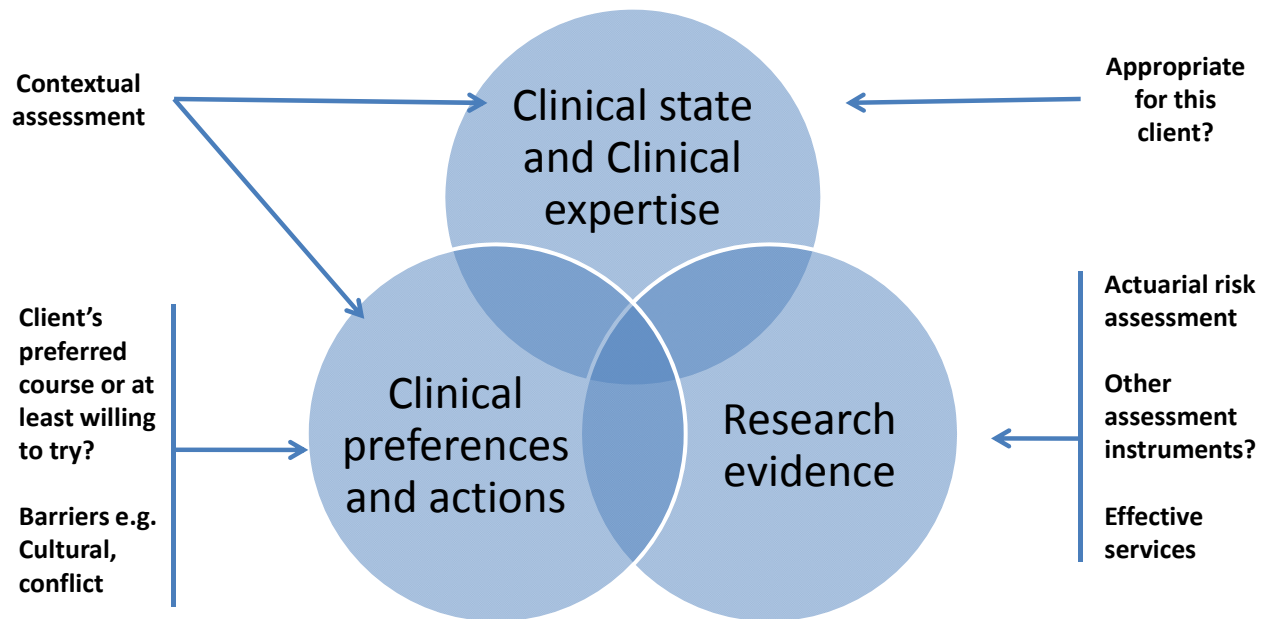 Contextual
assessment
Clinical state
and Clinical
expertise
Appropriate
for this
client?
Client’s
preferred
course or at
least willing
to try?
Barriers e.g.
Cultural,
conflict
Clinical
preferences
and actions
Research
evidence
Actuarial risk
assessment
Other
assessment
instruments?
Effective
services